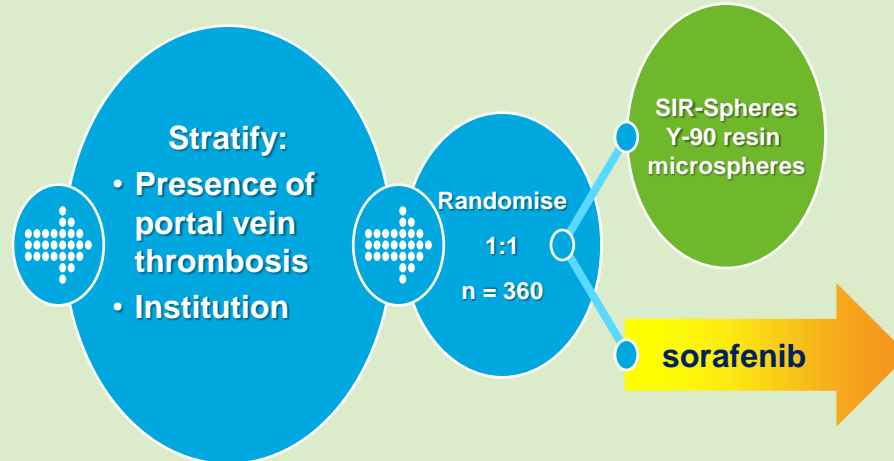 Stratify:
• Presence of
portal vein
thrombosis
• Institution
Randomise
1:1
n = 360
SIR-Spheres
Y-90 resin
microspheres
sorafenib